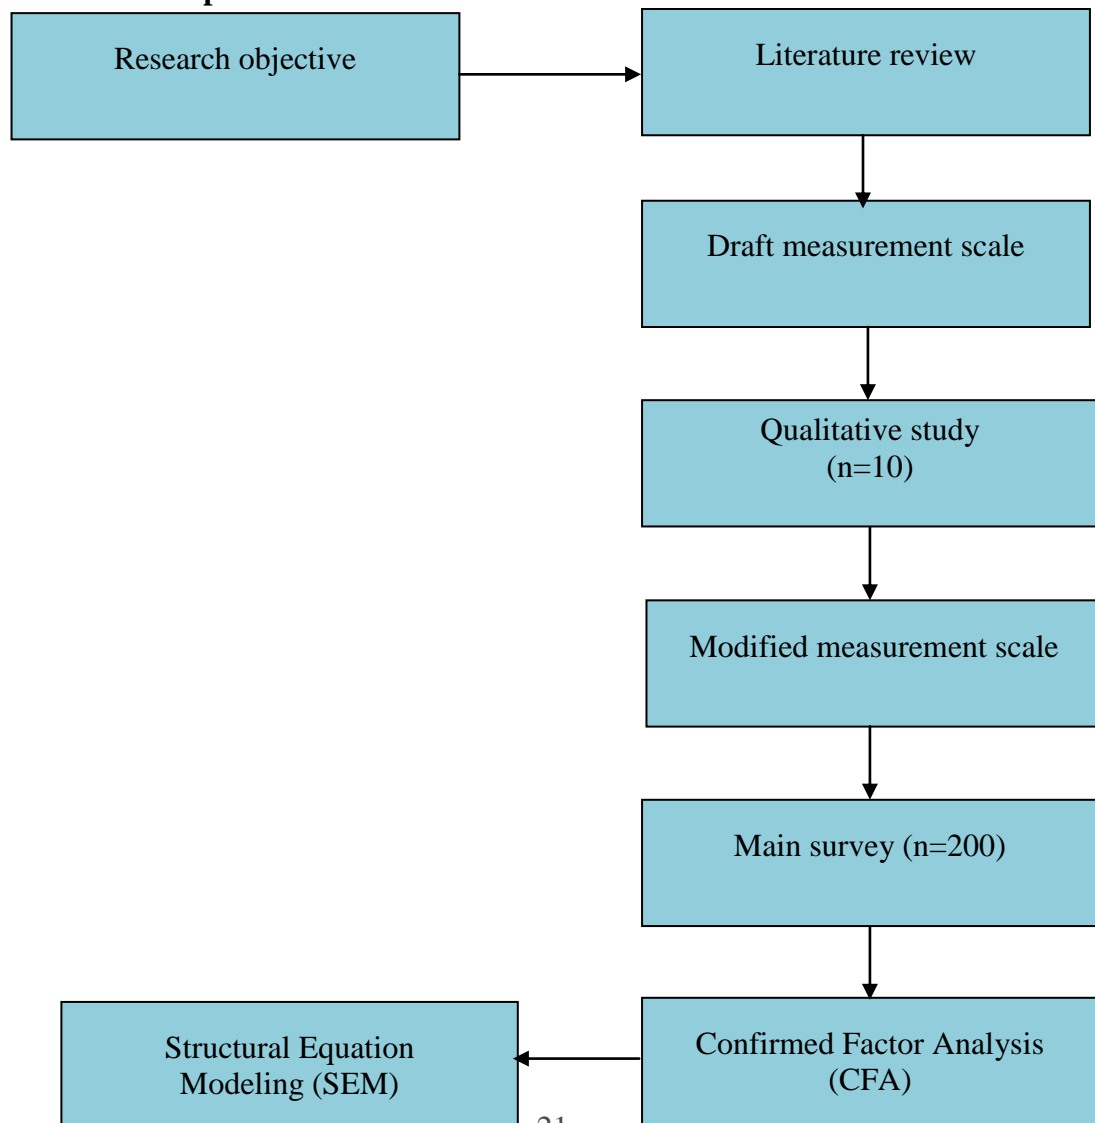 Research objective
Literature review
Draft measurement scale
Qualitative study
(n=10)
Modified measurement scale
Main survey (n=200)
Confirmed Factor Analysis
(CFA)
Structural Equation
Modeling (SEM)